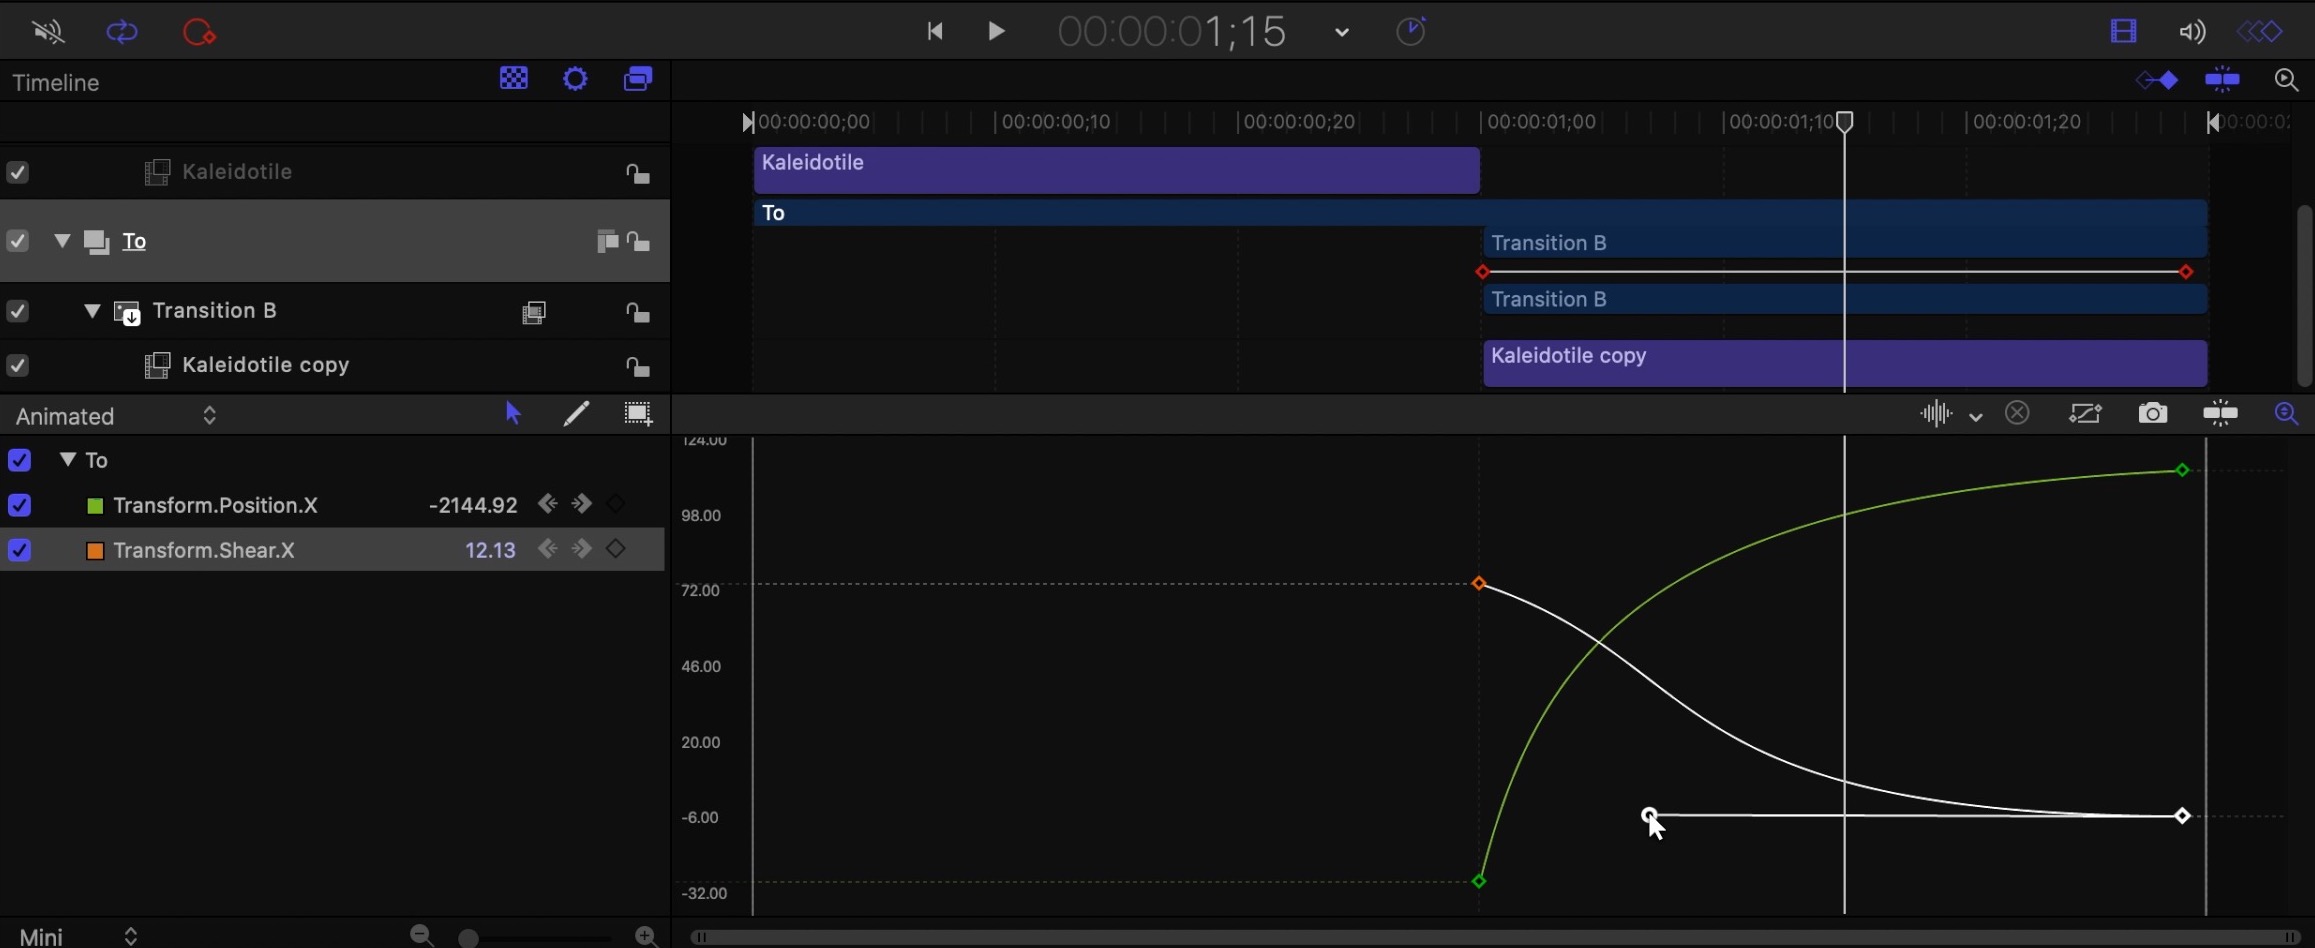 00:00:01;15
Timeline
00:00:00;00 00:00:00;10 00:00:00;20 00:00:01;00 00:00:01;10 00:00:01;20
Kaleidotile
Kaleidotile
To
To
Transition B
Transition B
Transition B
Kaleidotile copy
Kaleidotile copy
Animated
To
Transform.Position.X -2144.92
Transform.Shear.X 12.13
124.00
98.00
72.00
46.00
20.00
-6.00
-32.00
Mini